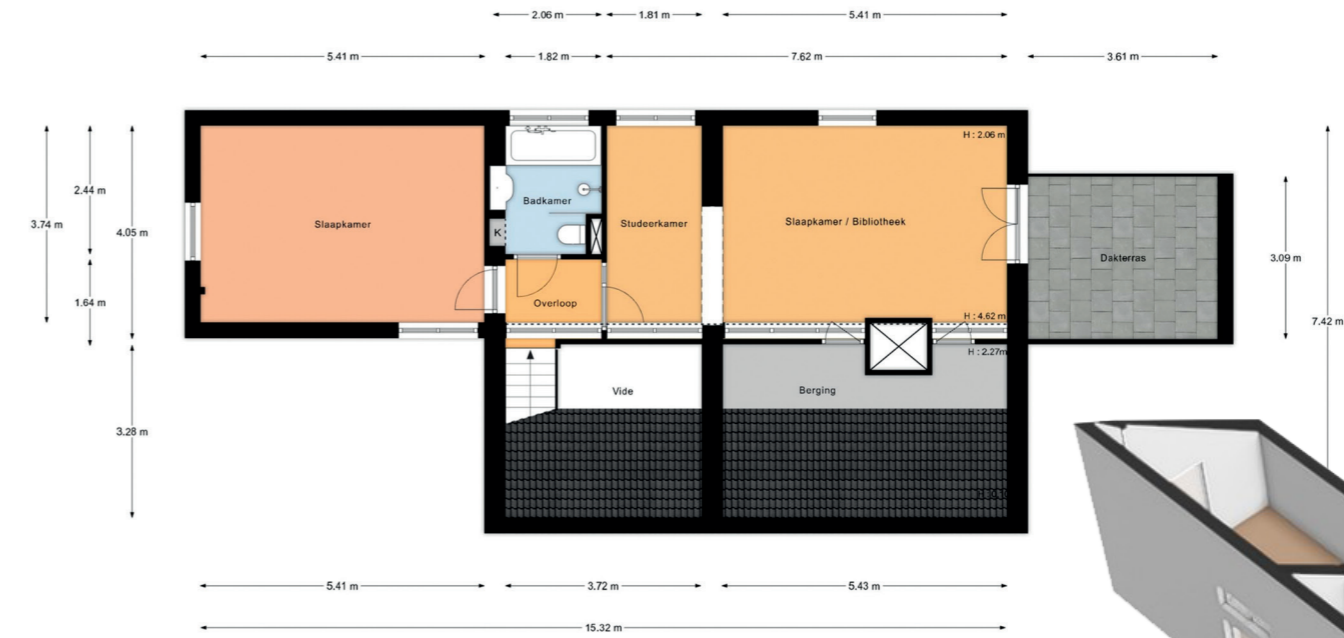 2.06 m 1.81 m 5.41 m
5.41 m 1.82 m 7.62 m 3.61 m
H : 2.06 m
2.44 m
3.74 m 4.05 m
Badkamer
Slaapkamer Studeerkamer Slaapkamer / Bibliotheek
K
Dakterras 3.09 m
1.64 m Overloop
H : 4.62 m
7.42 m
H : 2.27m
Vide Berging
3.28 m
5.41 m 3.72 m 5.43 m
15.32 m